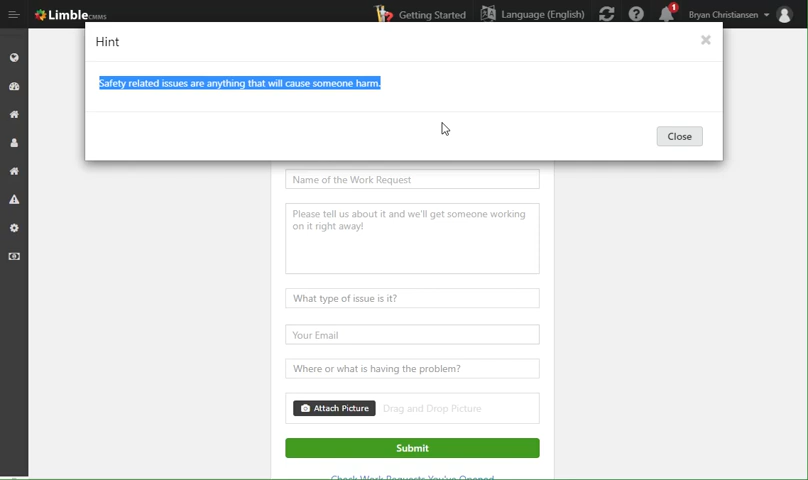 Limble CMMS
Getting Started
Language (English)
1
Bryan Christiansen
Hint
Safety related issues are anything that will cause someone harm.
Close
Name of the Work Request
Please tell us about it and we'll get someone working
on it right away!
What type of issue is it?
Your Email
Where or what is having the problem?
Attach Picture
Drag and Drop Picture
Submit
Check Work Requests You've Opened